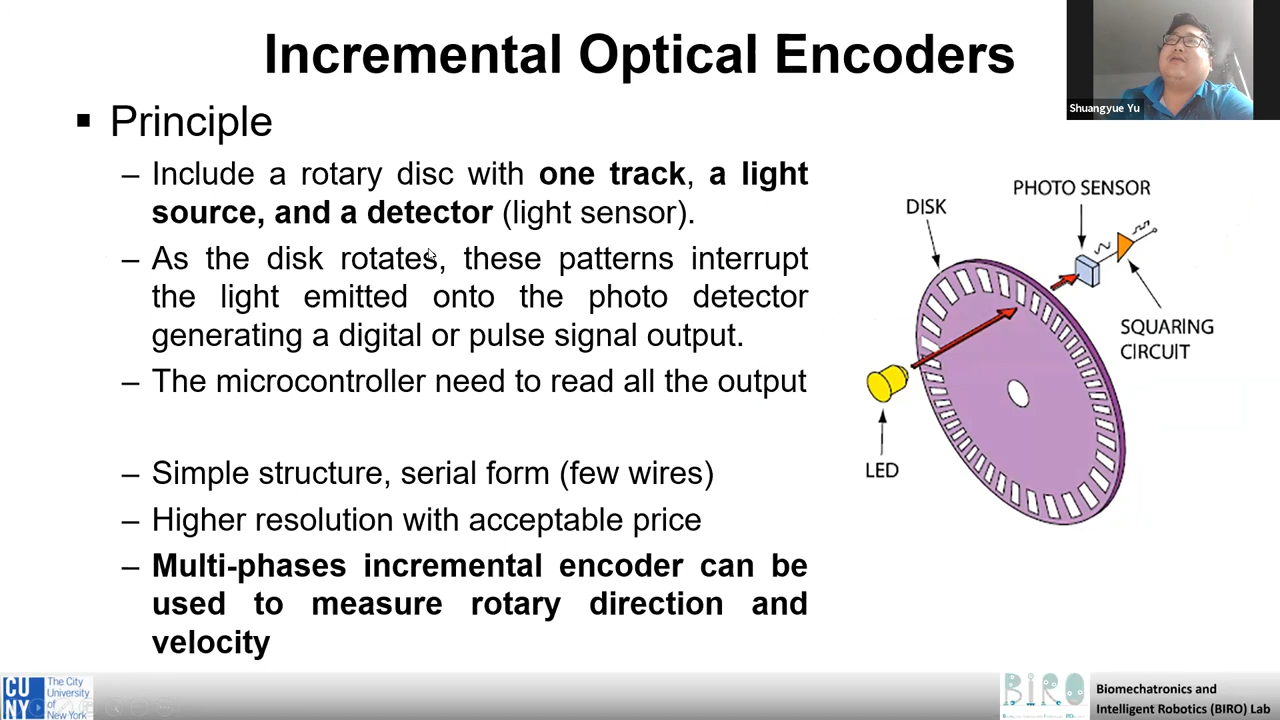 Incremental Optical Encoders
Shuangyue Yu
▪ Principle
– Include a rotary disc with one track, a light
source, and a detector (light sensor).
– As the disk rotates, these patterns interrupt
the light emitted onto the photo detector
generating a digital or pulse signal output.
– The microcontroller need to read all the output
– Simple structure, serial form (few wires)
– Higher resolution with acceptable price
– Multi-phases incremental encoder can be
used to measure rotary direction and
velocity
PHOTO SENSOR
DISK
SQUARING
CIRCUIT
LED
CU
NY
The City
University
of
New York
BiRO
Biomechatronics and
Intelligent Robotics (BIRO) Lab